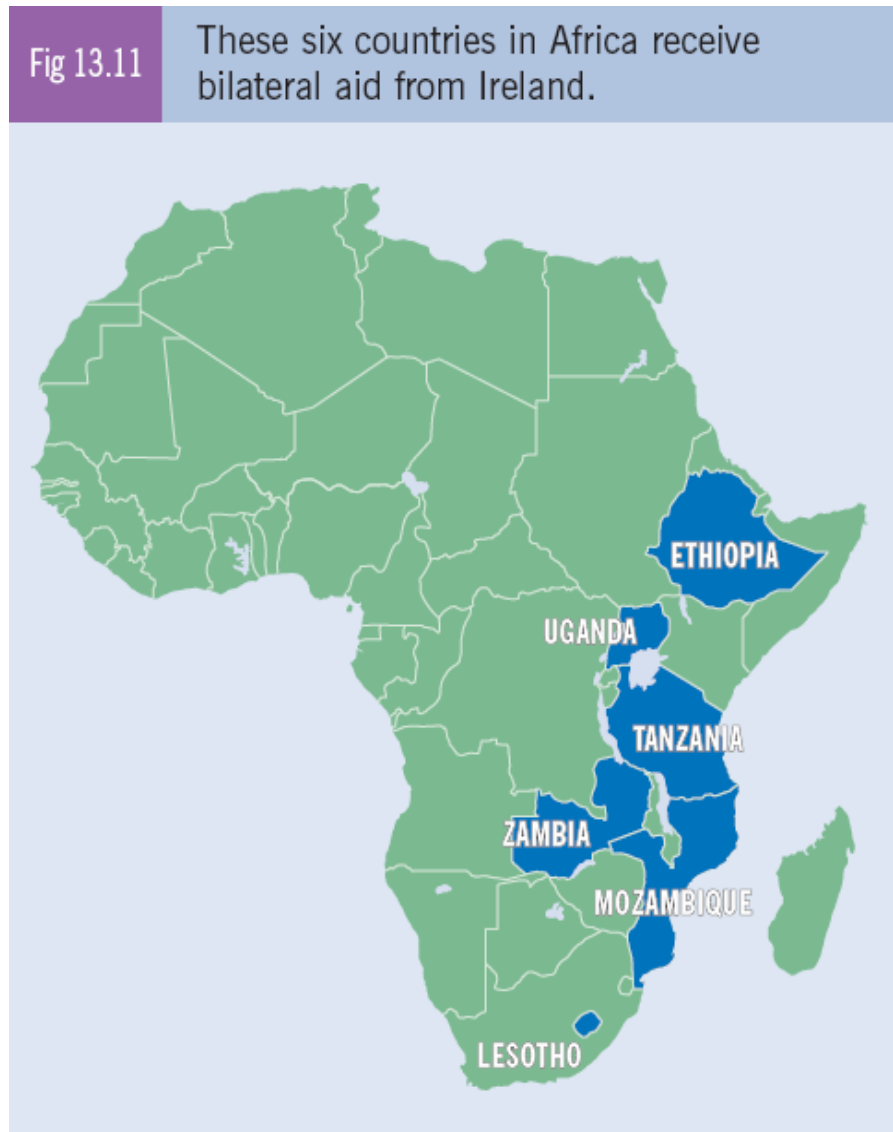 Fig 13.11
These six countries in Africa receive
bilateral aid from Ireland.
ETHIOPIA
UGANDA
TANZANIA
ZAMBIA
MOZAMBIQUE
LESOTHO